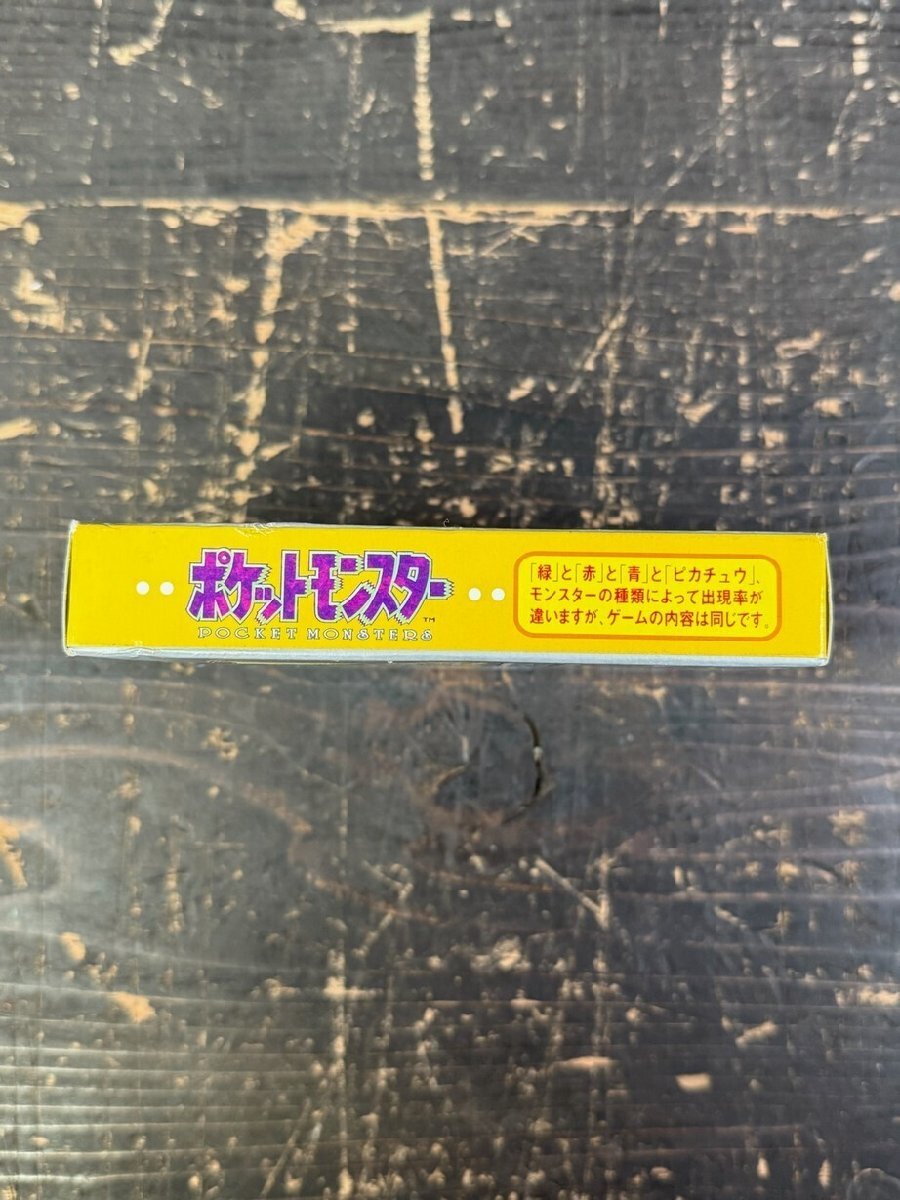 ポケットモンスター™
POCKET MONSTERS
「緑」と「赤」と「青」と「ピカチュウ」、
モンスターの種類によって出現率が
違いますが、ゲームの内容は同じです。